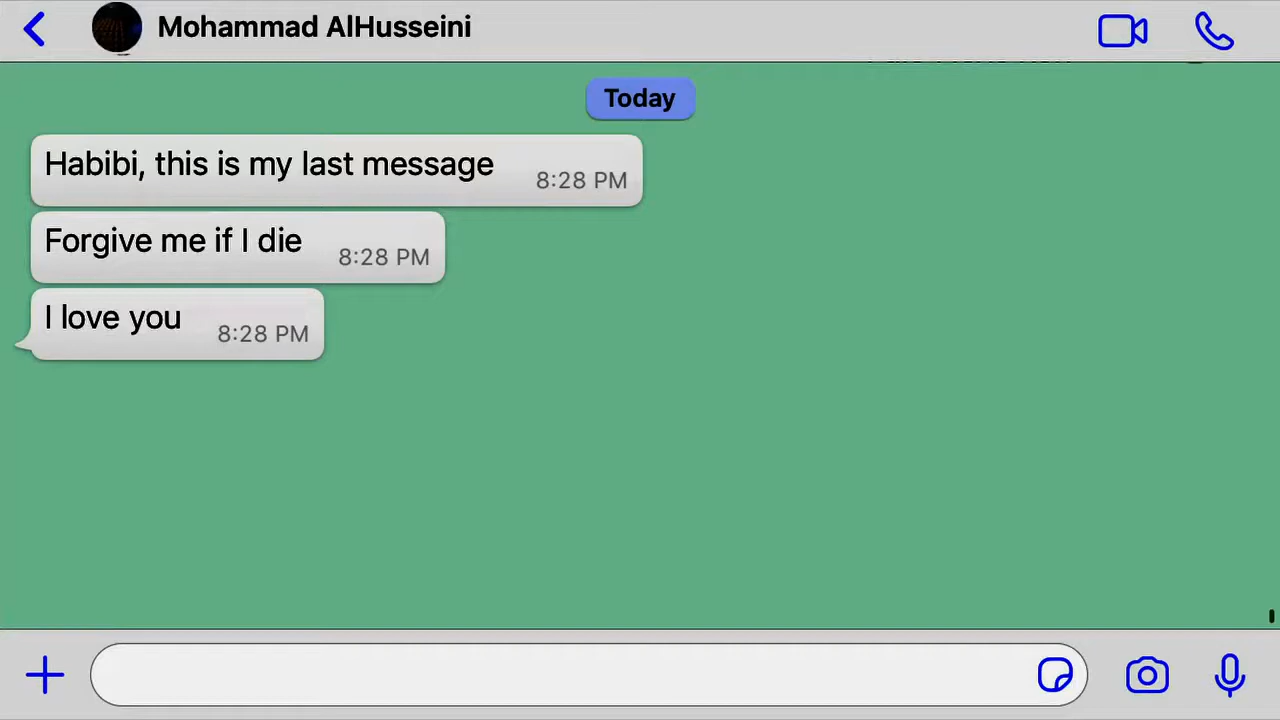 Mohammad AlHusseini
Today
Habibi, this is my last message 8:28 PM
Forgive me if I die 8:28 PM
I love you 8:28 PM